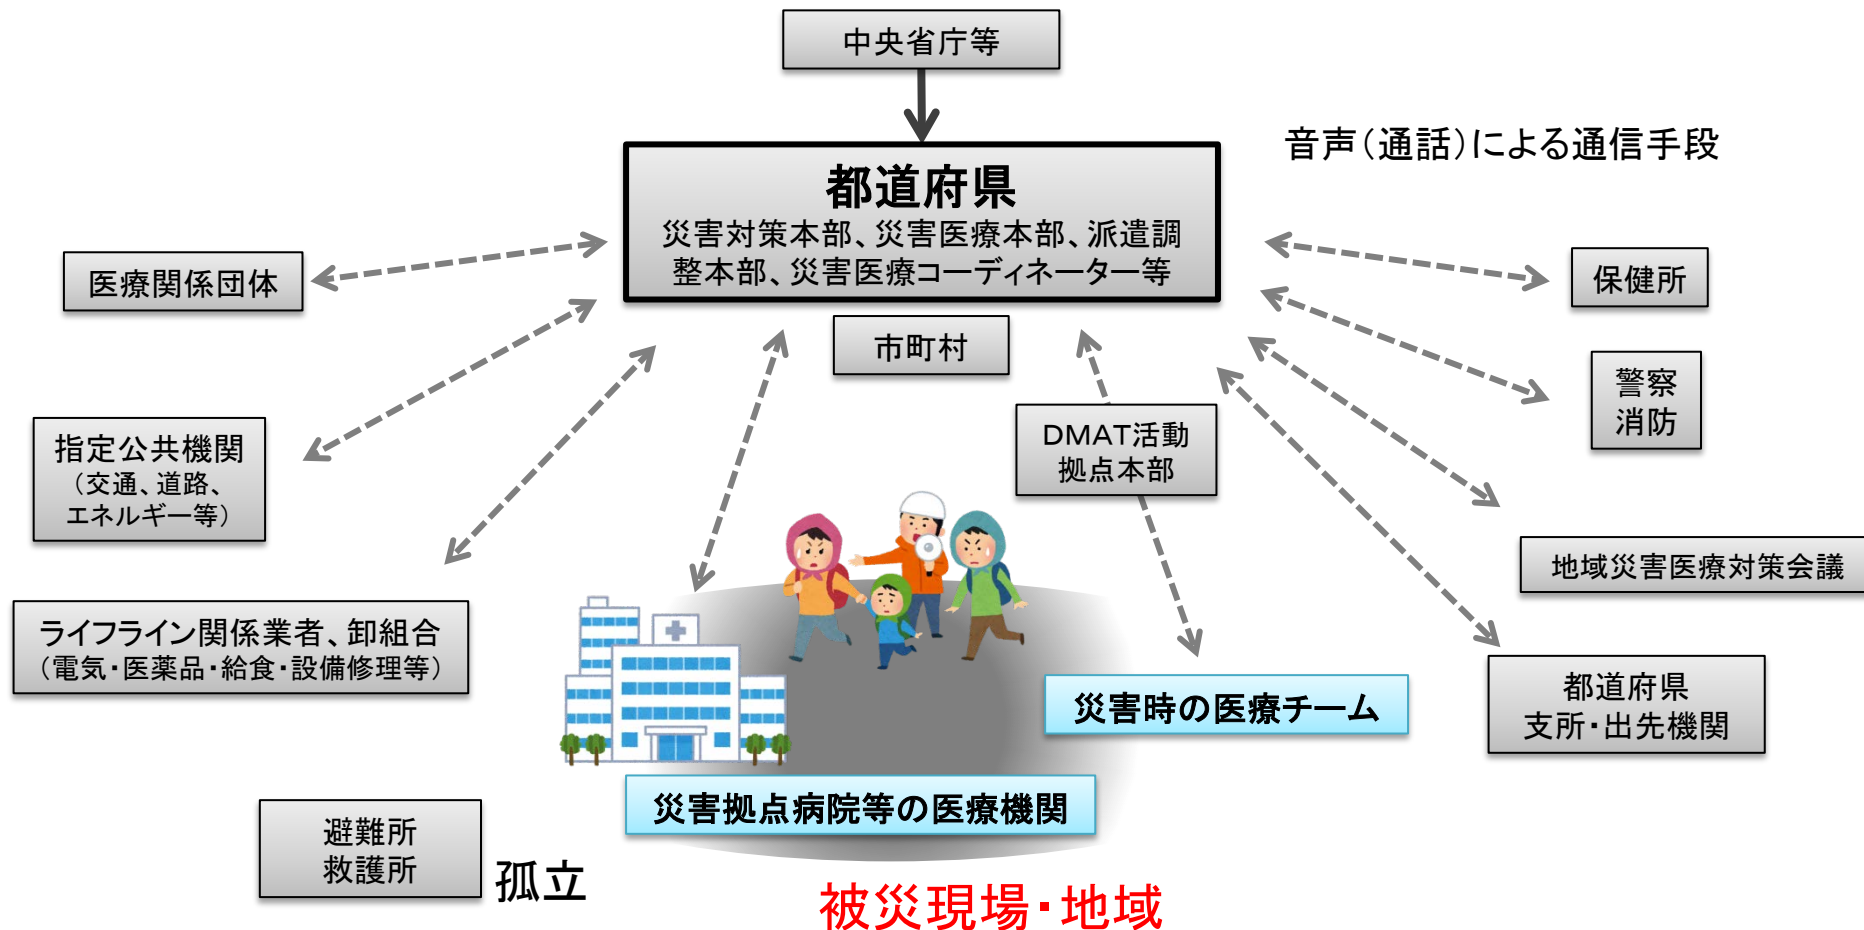 中央省庁等
音声（通話）による通信手段
都道府県
災害対策本部、災害医療本部、派遣調
整本部、災害医療コーディネーター等
医療関係団体
保健所
市町村
警察
消防
指定公共機関
（交通、道路、
エネルギー等）
DMAT活動
拠点本部
地域災害医療対策会議
ライフライン関係業者、卸組合
（電気・医薬品・給食・設備修理等）
災害時の医療チーム
都道府県
支所・出先機関
災害拠点病院等の医療機関
避難所
救護所
孤立
被災現場・地域